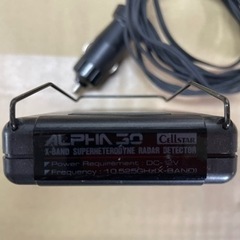 ALPHA 30 Cellstar
X-BAND SUPERHETERODYNE RADAR DETECTOR
Power Requirement : DC-12V
Frequency : 10.525GHz(X-BAND)